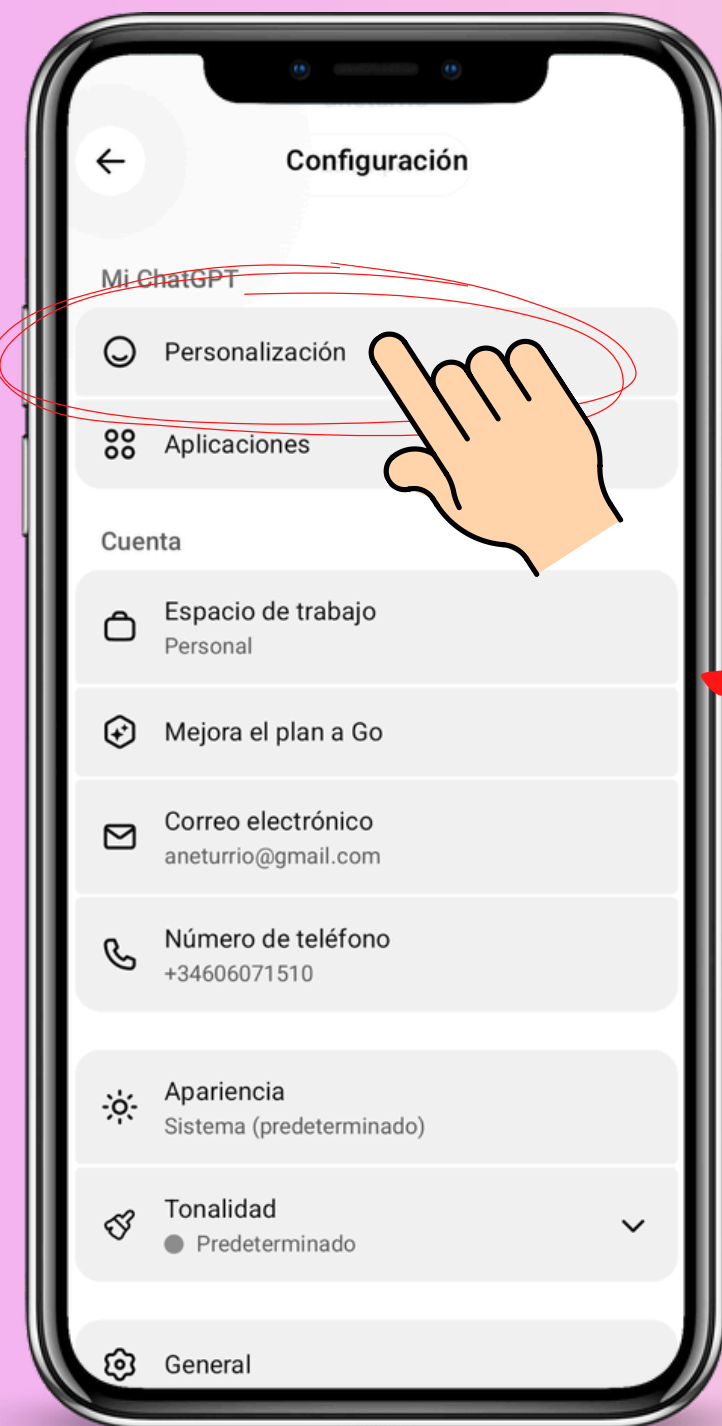 Configuración
Mi ChatGPT
Personalización
Aplicaciones
Cuenta
Espacio de trabajo
Personal
Mejora el plan a Go
Correo electrónico
aneturrio@gmail.com
Número de teléfono
+34606071510
Apariencia
Sistema (predeterminado)
Tonalidad
Predeterminado
General